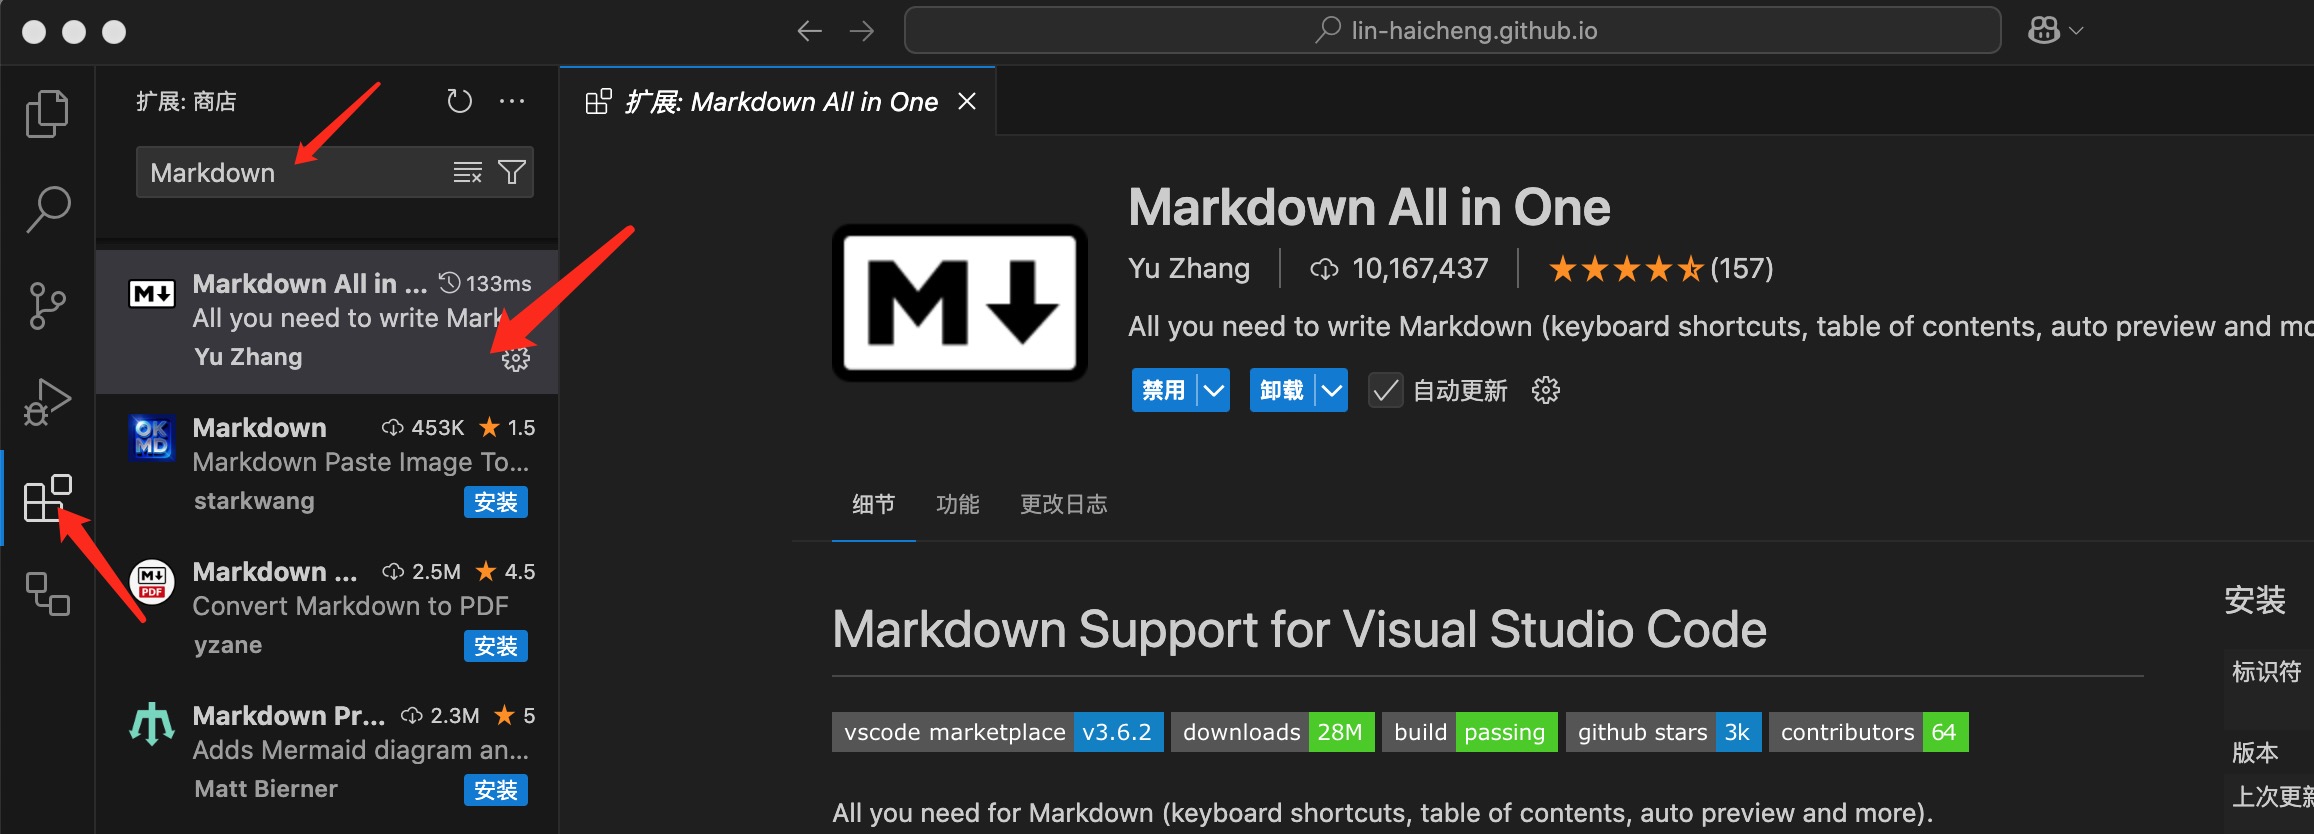 lin-haicheng.github.io
扩展: 商店
Markdown
Markdown All in ... 133ms
All you need to write Mark
Yu Zhang
OK
MD
Markdown 453K 1.5
Markdown Paste Image To...
starkwang 安装
PDF
Markdown ... 2.5M 4.5
Convert Markdown to PDF
yzane 安装
Markdown Pr... 2.3M 5
Adds Mermaid diagram an...
Matt Bierner 安装
扩展: Markdown All in One
Markdown All in One
Yu Zhang 10,167,437 (157)
All you need to write Markdown (keyboard shortcuts, table of contents, auto preview and mo
禁用 卸载 自动更新
细节 功能 更改日志
Markdown Support for Visual Studio Code
vscode marketplace v3.6.2 downloads 28M build passing github stars 3k contributors 64
All you need for Markdown (keyboard shortcuts, table of contents, auto preview and more).
安装
标识符
版本
上次更新